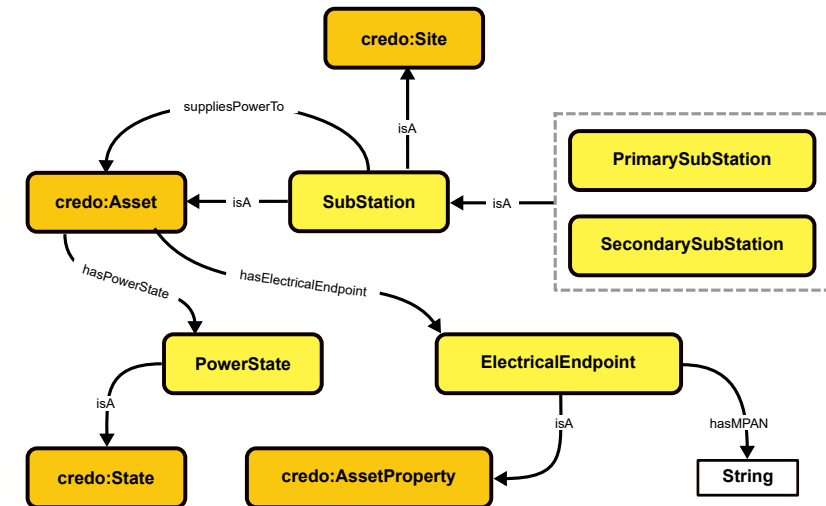 credo:Site
suppliesPowerTo
isA
PrimarySubStation
credo:Asset
isA
SubStation
isA
SecondarySubStation
hasPowerState
hasElectricalEndpoint
PowerState
ElectricalEndpoint
isA
isA
hasMPAN
credo:State
credo:AssetProperty
String